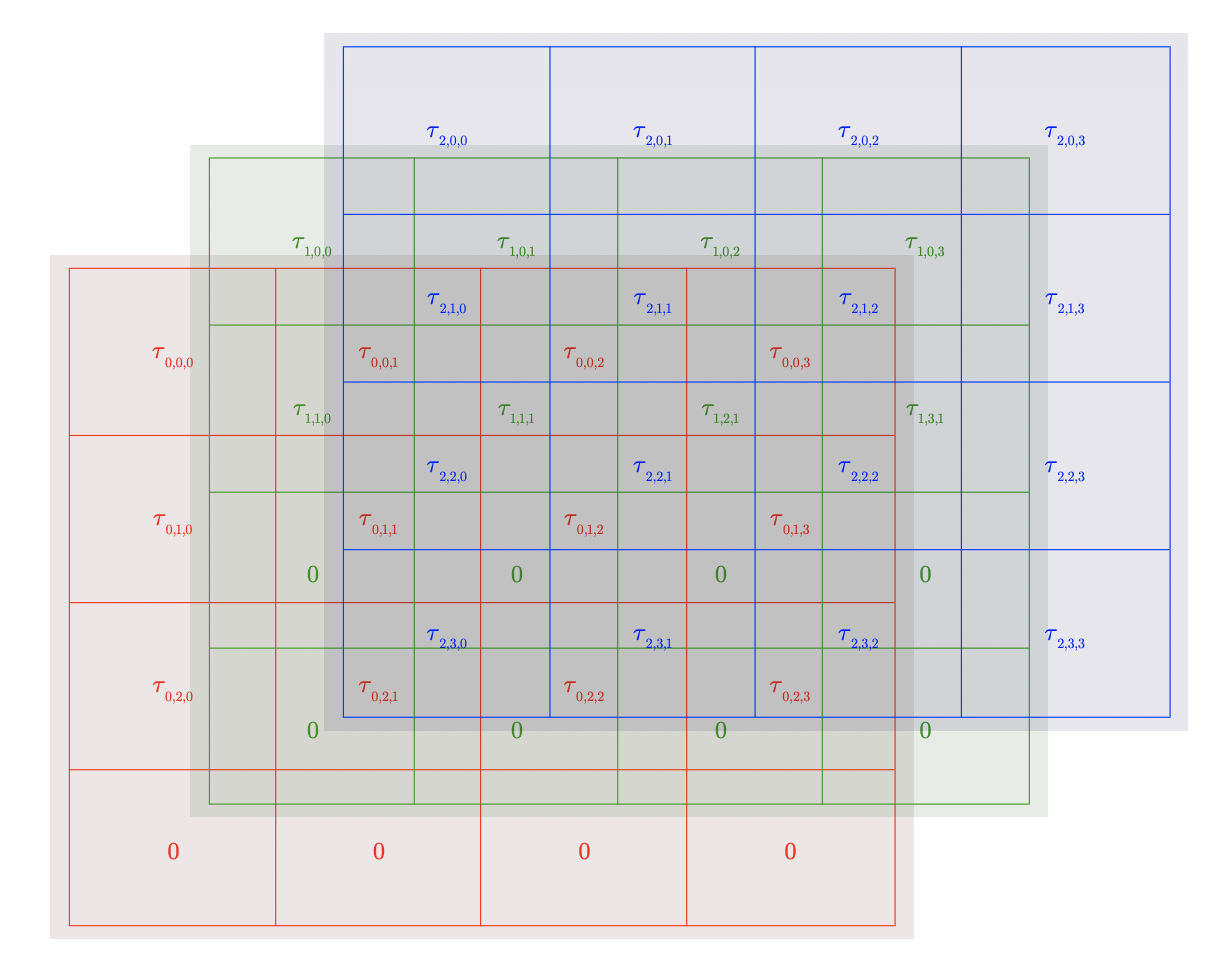 τ2,0,0 τ2,0,1 τ2,0,2 τ2,0,3
τ1,0,0 τ1,0,1 τ1,0,2 τ1,0,3
τ2,1,0 τ2,1,1 τ2,1,2 τ2,1,3
τ0,0,0 τ0,0,1 τ0,0,2 τ0,0,3
τ1,1,0 τ1,1,1 τ1,2,1 τ1,3,1
τ2,2,0 τ2,2,1 τ2,2,2 τ2,2,3
τ0,1,0 τ0,1,1 τ0,1,2 τ0,1,3
0 0 0 0
τ2,3,0 τ2,3,1 τ2,3,2 τ2,3,3
τ0,2,0 τ0,2,1 τ0,2,2 τ0,2,3
0 0 0 0
0 0 0 0